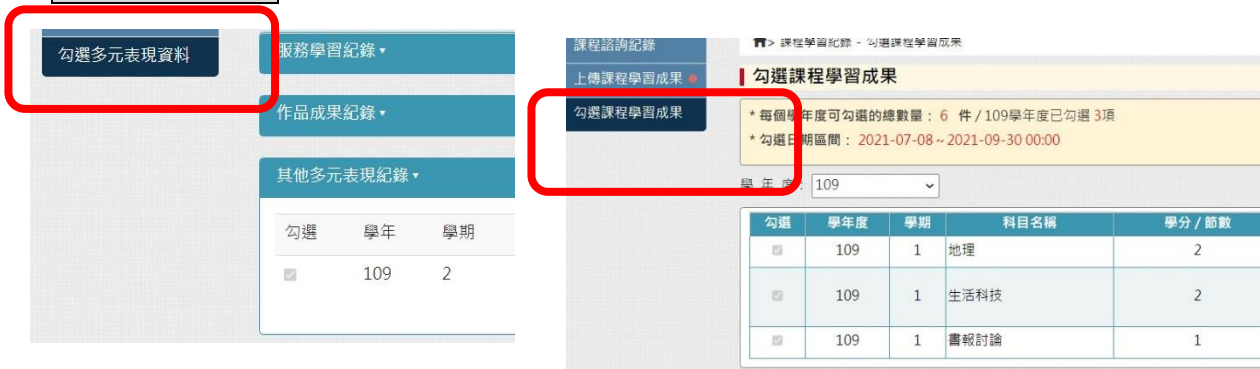 勾選多元表現資料
服務學習紀錄▾
作品成果紀錄▾
其他多元表現紀錄▾
勾選 學年 學期
109 2
課程諮詢紀錄
上傳課程學習成果
勾選課程學習成果
> 課程學習紀錄 - 勾選課程學習成果
勾選課程學習成果
* 每個學年度可勾選的總數量： 6 件 / 109學年度已勾選 3項
* 勾選日期區間： 2021-07-08 ~ 2021-09-30 00:00
學 年 度： 109
勾選 學年度 學期 科目名稱 學分 / 節數
109 1 地理 2
109 1 生活科技 2
109 1 書報討論 1